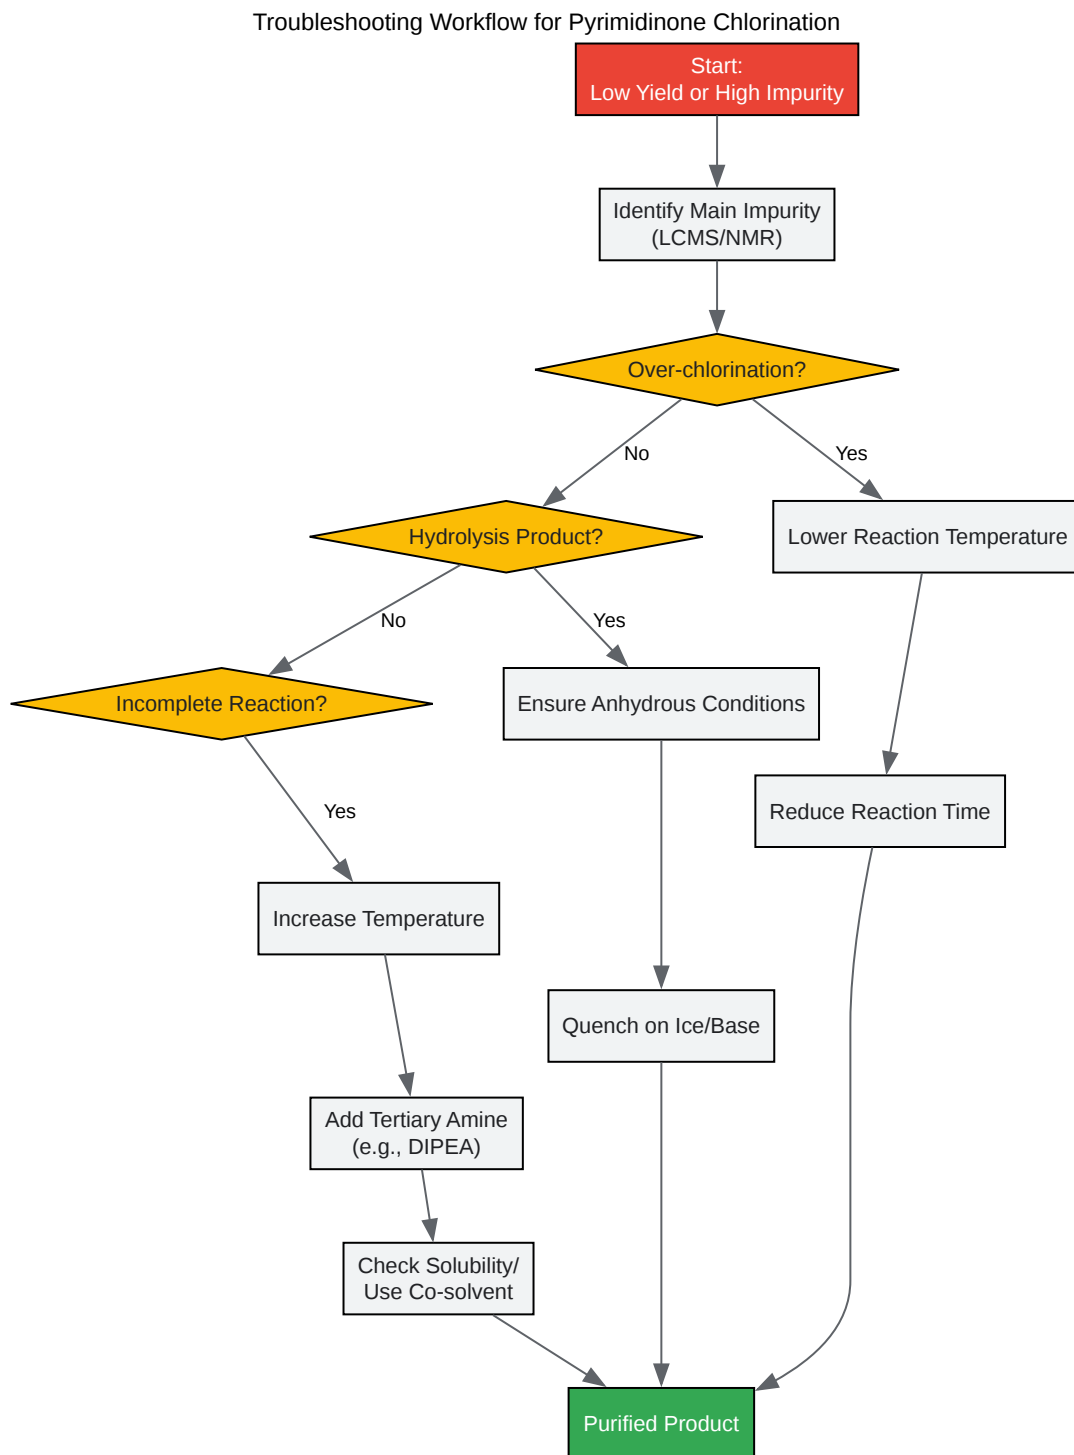 Troubleshooting Workflow for Pyrimidinone Chlorination
Start:
Low Yield or High Impurity
Identify Main Impurity
(LCMS/NMR)
Over-chlorination?
No
Yes
Hydrolysis Product?
Lower Reaction Temperature
No
Yes
Incomplete Reaction?
Ensure Anhydrous Conditions
Yes
Reduce Reaction Time
Increase Temperature
Quench on Ice/Base
Add Tertiary Amine
(e.g., DIPEA)
Check Solubility/
Use Co-solvent
Purified Product